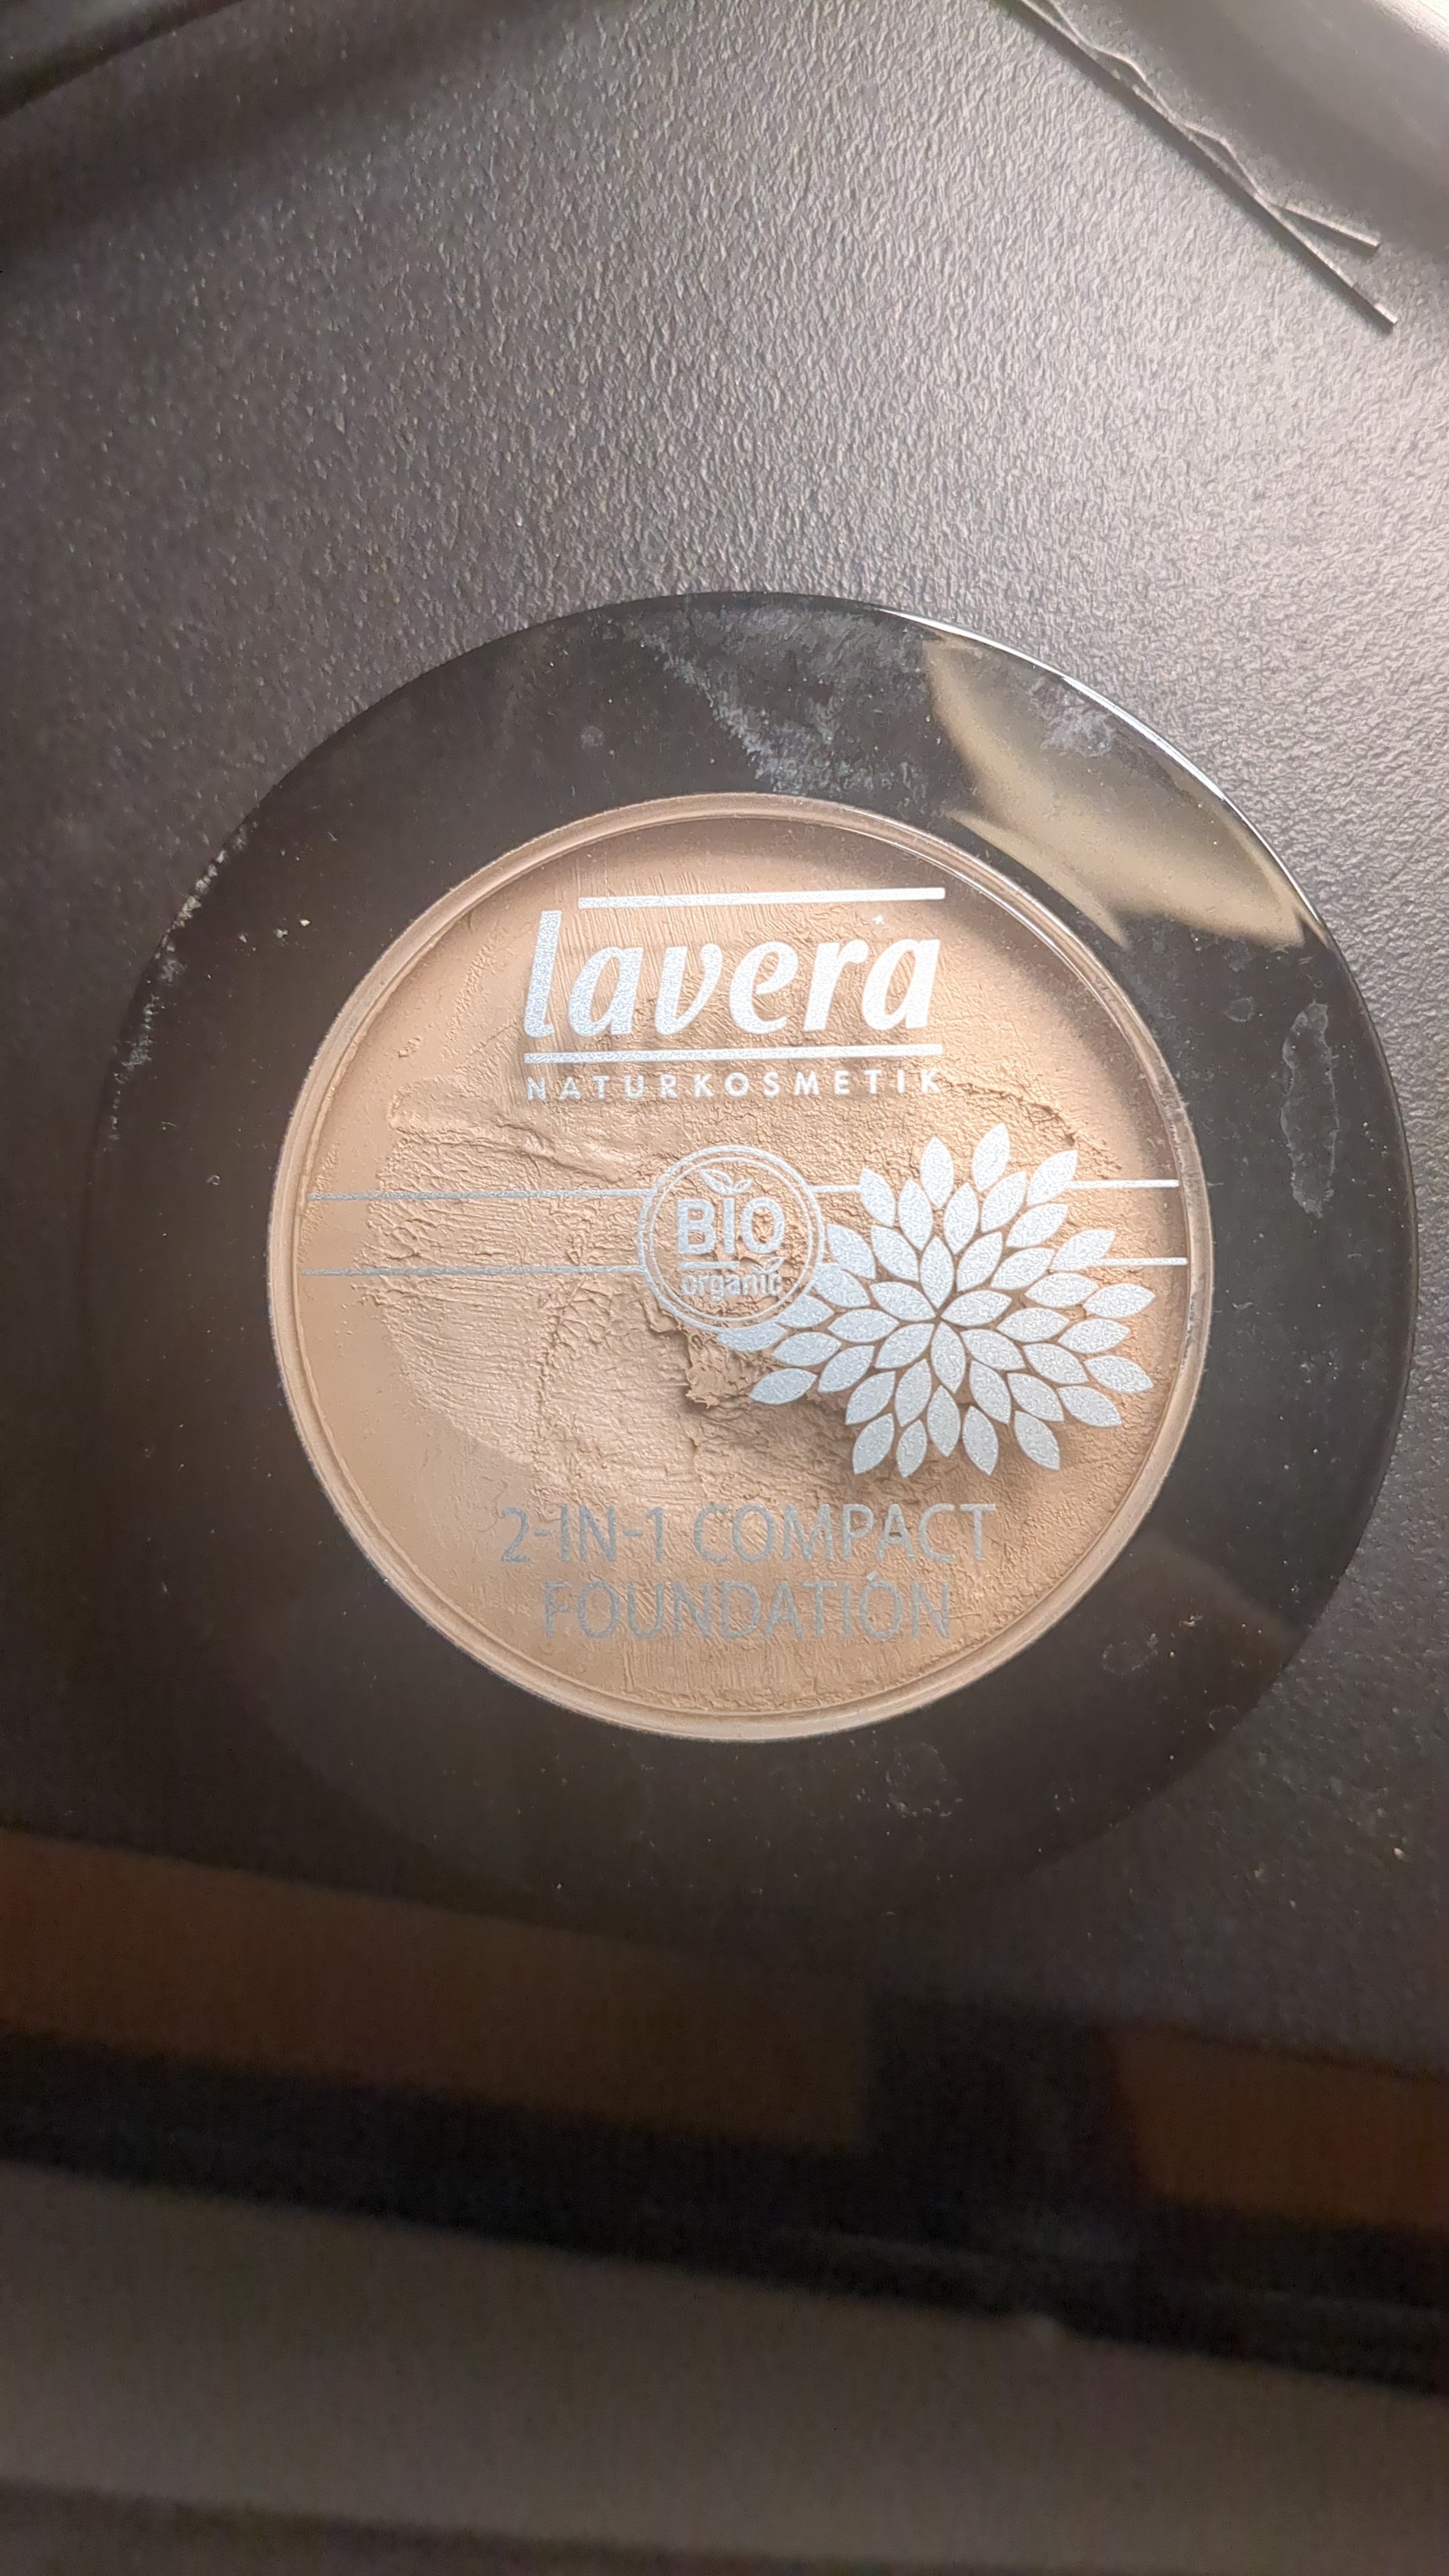 lavera
NATURKOSMETIK
BIO
organic
2-IN-1 COMPACT
FOUNDATION